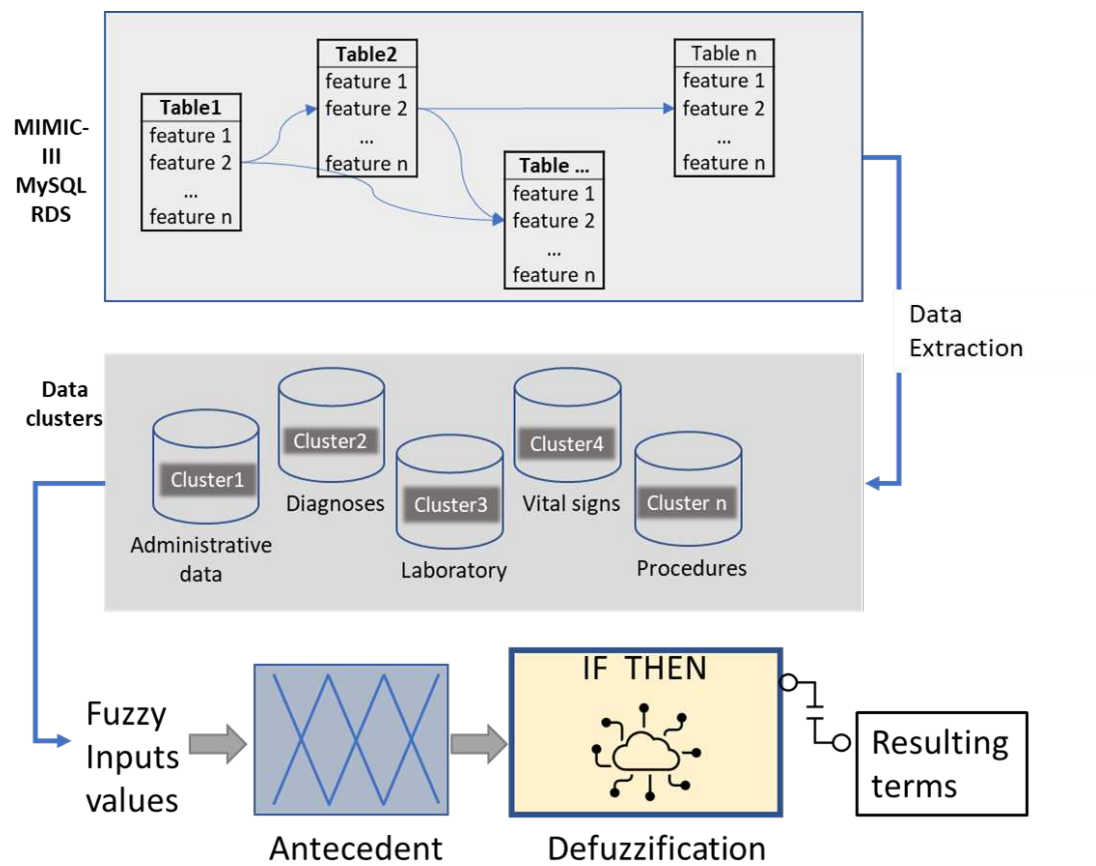 MIMIC-
III
MySQL
RDS
Table1
feature 1
feature 2
...
feature n
Table2
feature 1
feature 2
...
feature n
Table ...
feature 1
feature 2
...
feature n
Table n
feature 1
feature 2
...
feature n
Data
Extraction
Data
clusters
Cluster1
Administrative
data
Cluster2
Diagnoses
Cluster3
Laboratory
Cluster4
Vital signs
Cluster n
Procedures
Fuzzy
Inputs
values
Antecedent
IF THEN
Defuzzification
Resulting
terms